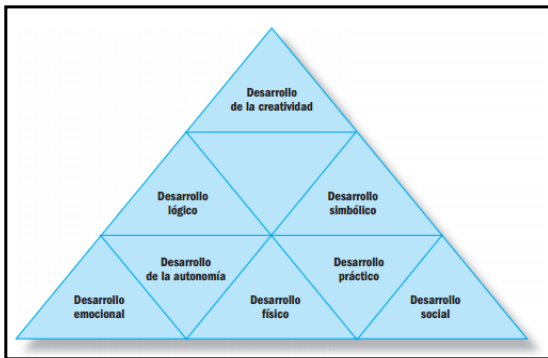 Desarrollo
de la creatividad
Desarrollo
lógico
Desarrollo
simbólico
Desarrollo
de la autonomía
Desarrollo
práctico
Desarrollo
emocional
Desarrollo
físico
Desarrollo
social